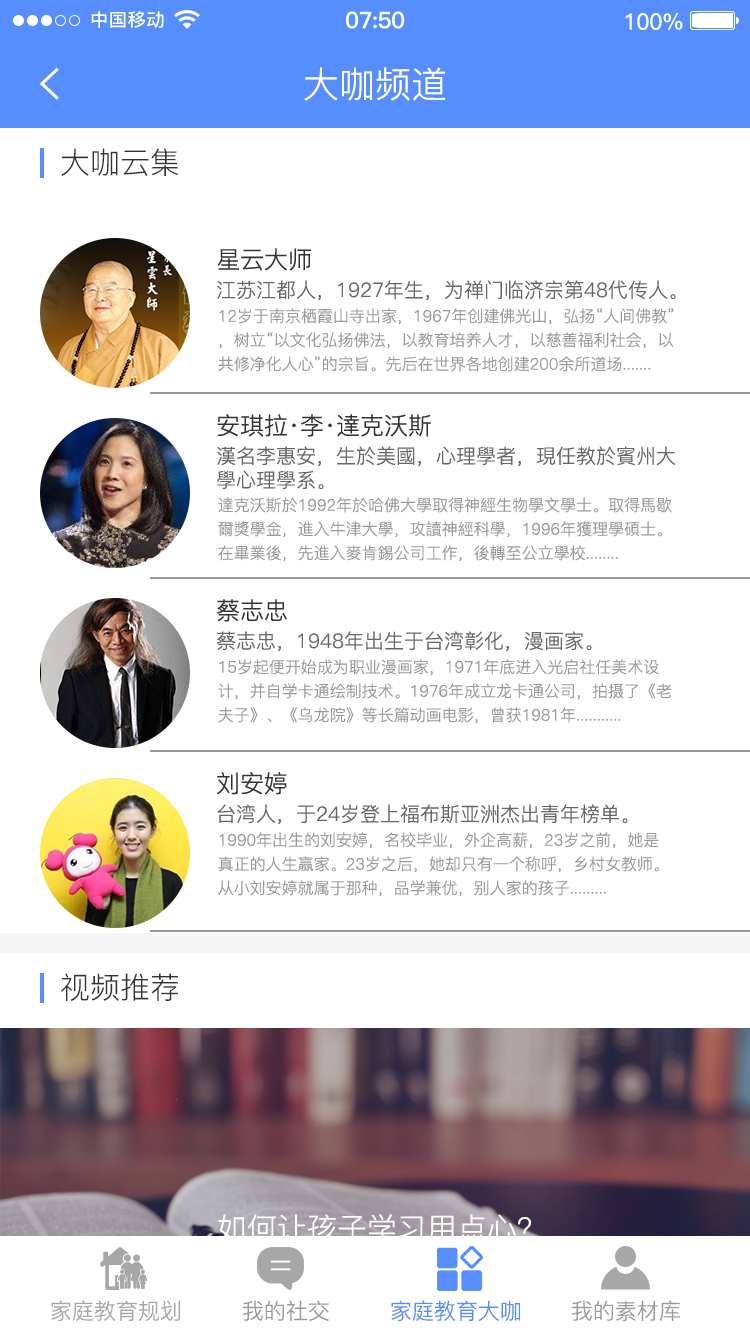 中国移动
07:50
100%
大咖频道
大咖云集
長
星雲大師
星云大师
江苏江都人，1927年生，为禅门临济宗第48代传人。
12岁于南京栖霞山寺出家，1967年创建佛光山，弘扬“人间佛教”
，树立“以文化弘扬佛法，以教育培养人才，以慈善福利社会，以
共修净化人心”的宗旨。先后在世界各地创建200余所道场.......
安琪拉·李·達克沃斯
漢名李惠安，生於美國，心理學者，現任教於賓州大
學心理學系。
達克沃斯於1992年於哈佛大學取得神經生物學文學士。取得馬歇
爾獎學金，進入牛津大學，攻讀神經科學，1996年獲理學碩士。
在畢業後，先進入麥肯錫公司工作，後轉至公立學校........
蔡志忠
蔡志忠，1948年出生于台湾彰化，漫画家。
15岁起便开始成为职业漫画家，1971年底进入光启社任美术设
计，并自学卡通绘制技术。1976年成立龙卡通公司，拍摄了《老
夫子》、《乌龙院》等长篇动画电影，曾获1981年...........
刘安婷
台湾人，于24岁登上福布斯亚洲杰出青年榜单。
1990年出生的刘安婷，名校毕业，外企高薪，23岁之前，她是
真正的人生赢家。23岁之后，她却只有一个称呼，乡村女教师。
从小刘安婷就属于那种，品学兼优，别人家的孩子.........
视频推荐
如何让孩子学习用点心?
家庭教育规划
我的社交
家庭教育大咖
我的素材库